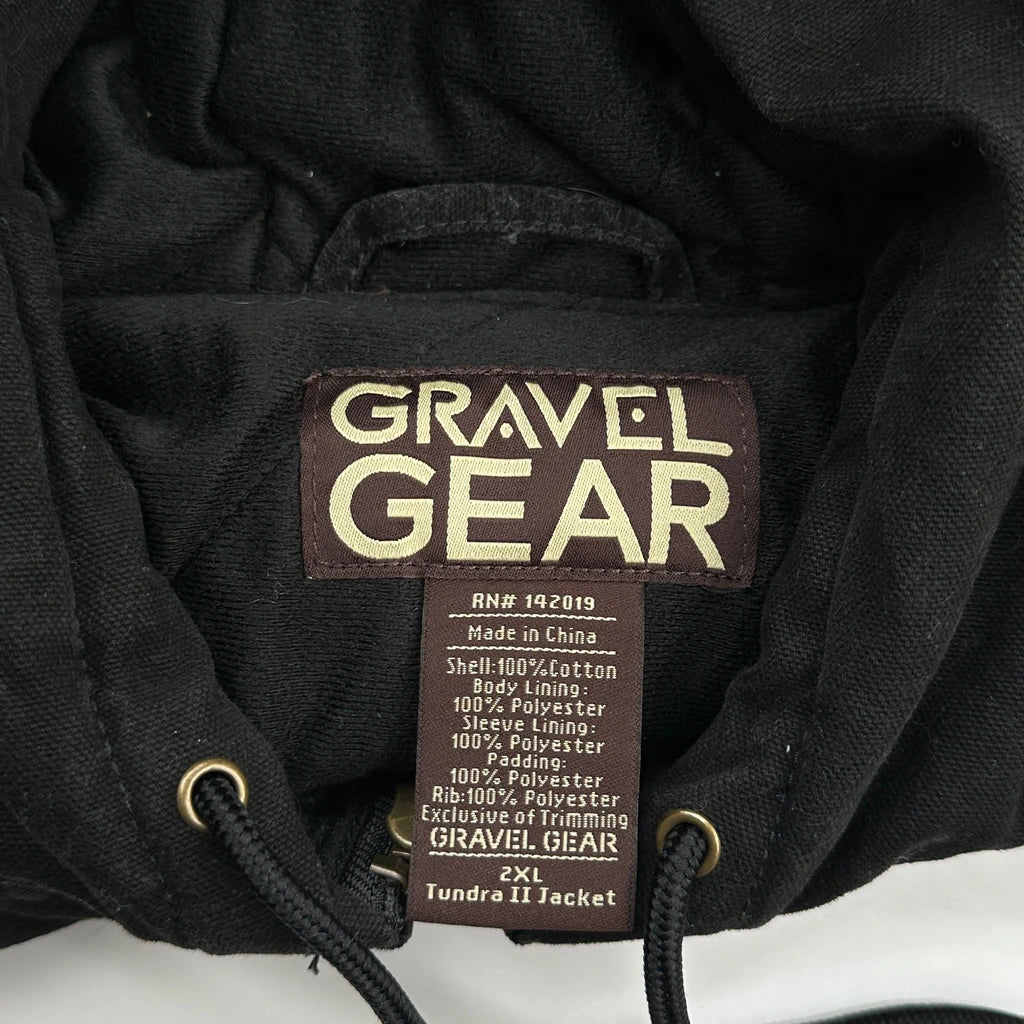 GRAVEL
GEAR
RN# 142019
Made in China
Shell:100%Cotton
Body Lining:
100% Polyester
Sleeve Lining:
100% Polyester
Padding:
100% Polyester
Rib:100% Polyester
Exclusive of Trimming
GRAVEL GEAR
2XL
Tundra II Jacket